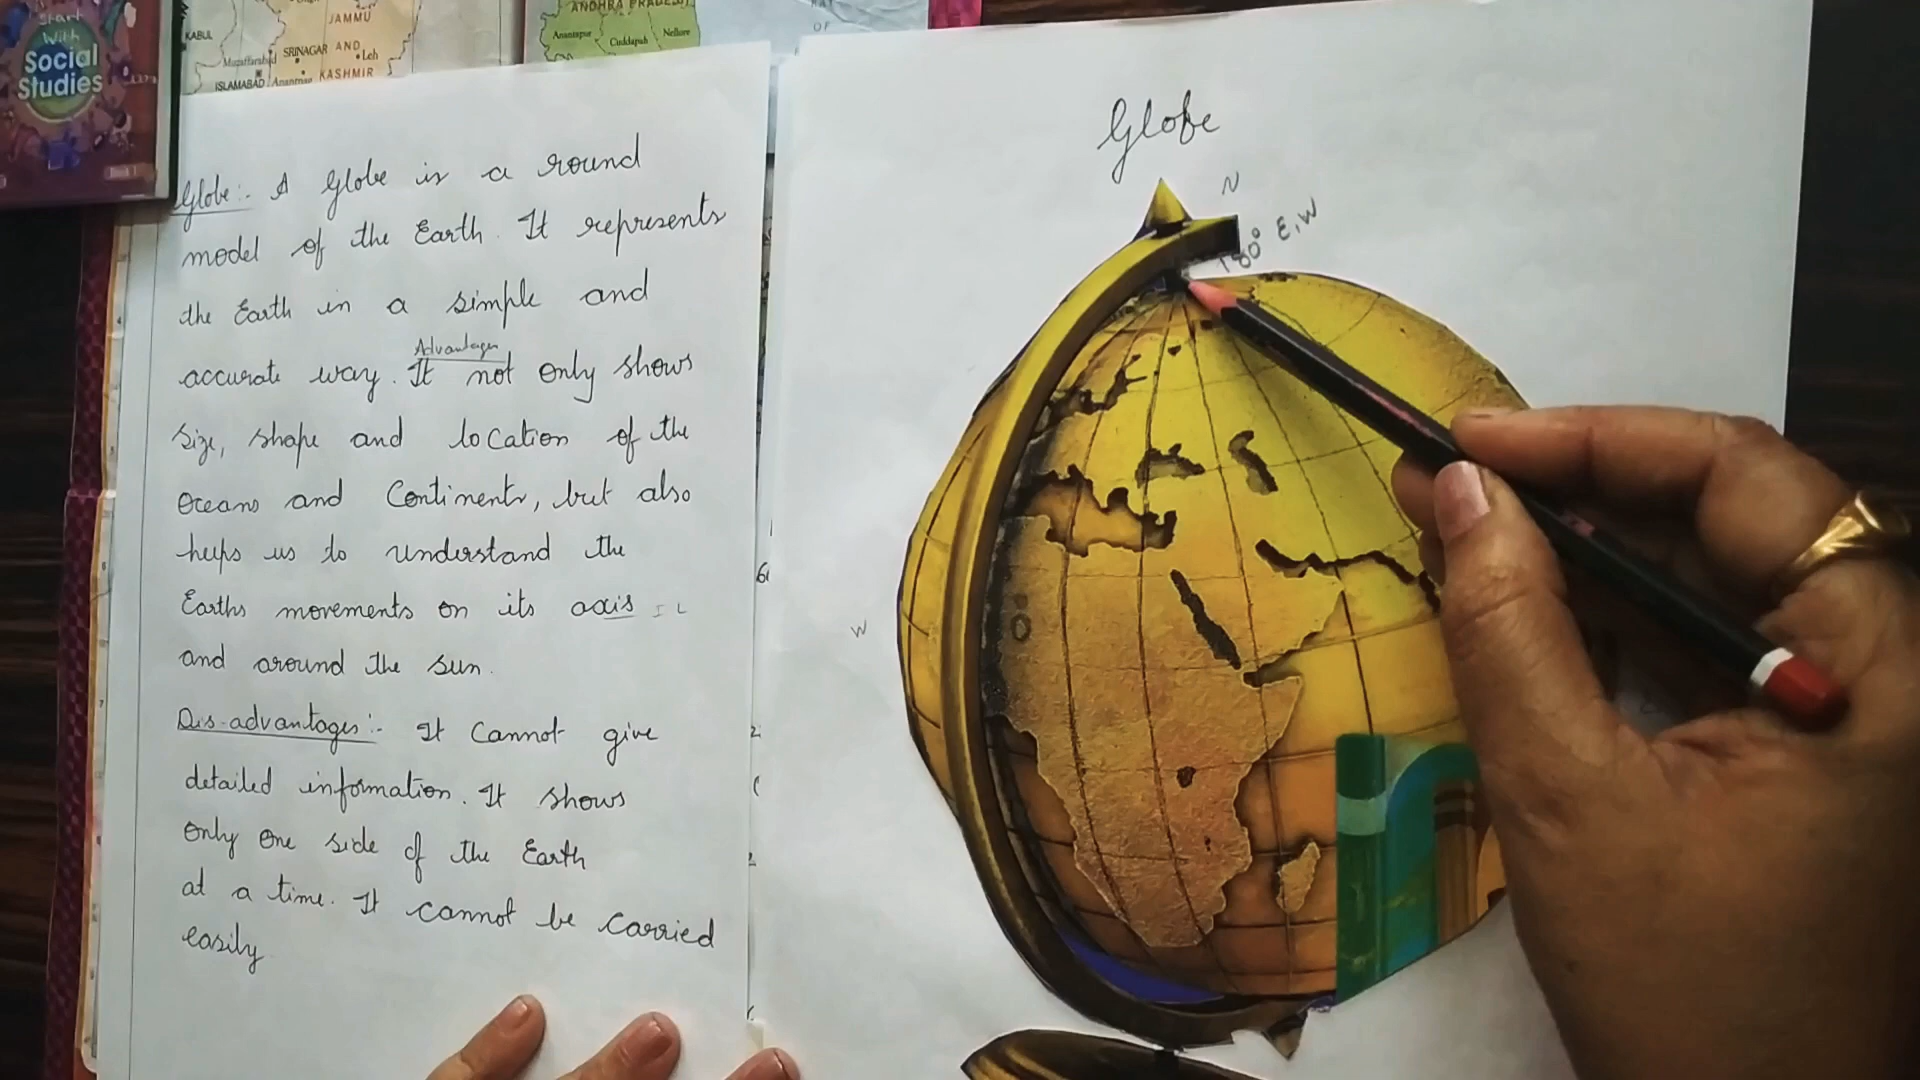 Start
With
Social
Studies
KABUL
JAMMU
AND
SRINAGAR
Leh
Muzaffarabad
ISLAMABAD
KASHMIR
ANDHRA PRADESH
Anantapur
Cuddapah
Nellore
OF
Globe:- A Globe is a round
model of the Earth. It represents
the Earth in a simple and
accurate way. It not only shows
Advantages
size, shape and location of the
Oceans and Continents, but also
helps us to understand the
Earths movements on its axis
and around the sun.
Dis-advantages:- It Cannot give
detailed information. It shows
only one side of the Earth
at a time. It cannot be carried
easily
Globe
N
180° E, W
W